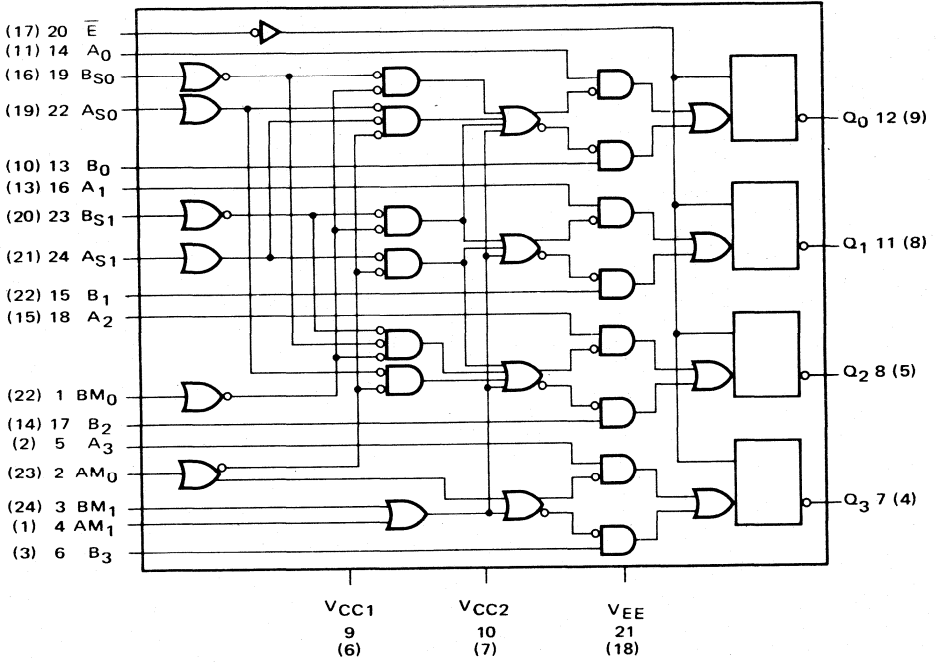 (17) 20 E̅
(11) 14 A0
(16) 19 BS0
(19) 22 AS0
(10) 13 B0
(13) 16 A1
(20) 23 BS1
(21) 24 AS1
(22) 15 B1
(15) 18 A2
(22) 1 BM0
(14) 17 B2
(2) 5 A3
(23) 2 AM0
(24) 3 BM1
(1) 4 AM1
(3) 6 B3
Q0 12 (9)
Q1 11 (8)
Q2 8 (5)
Q3 7 (4)
VCC1
9
(6)
VCC2
10
(7)
VEE
21
(18)